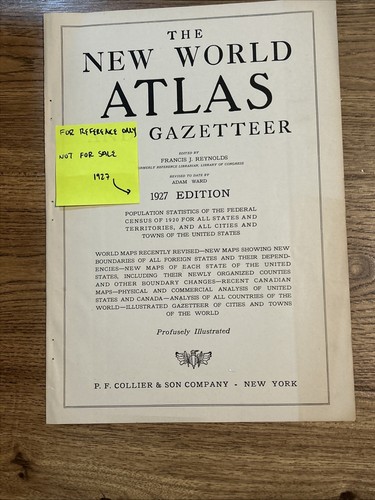 THE
NEW WORLD
ATLAS
GAZETTEER
FOR REFERENCE ONLY
NOT FOR SALE
1927
EDITED BY
FRANCIS J. REYNOLDS
FORMERLY REFERENCE LIBRARIAN, LIBRARY OF CONGRESS
REVISED TO DATE BY
ADAM WARD
1927 EDITION
POPULATION STATISTICS OF THE FEDERAL
CENSUS OF 1920 FOR ALL STATES AND
TERRITORIES, AND ALL CITIES AND
TOWNS OF THE UNITED STATES
WORLD MAPS RECENTLY REVISED—NEW MAPS SHOWING NEW
BOUNDARIES OF ALL FOREIGN STATES AND THEIR DEPEND-
ENCIES—NEW MAPS OF EACH STATE OF THE UNITED
STATES, INCLUDING THEIR NEWLY ORGANIZED COUNTIES
AND OTHER BOUNDARY CHANGES—RECENT CANADIAN
MAPS—PHYSICAL AND COMMERCIAL ANALYSIS OF UNITED
STATES AND CANADA—ANALYSIS OF ALL COUNTRIES OF THE
WORLD—ILLUSTRATED GAZETTEER OF CITIES AND TOWNS
OF THE WORLD
Profusely Illustrated
P. F. COLLIER & SON COMPANY • NEW YORK